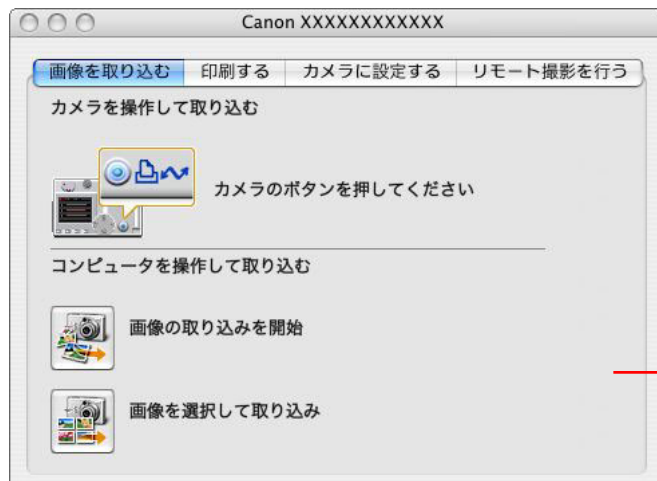 Canon XXXXXXXXXXXX
画像を取り込む 印刷する カメラに設定する リモート撮影を行う
カメラを操作して取り込む
カメラのボタンを押してください
コンピュータを操作して取り込む
画像の取り込みを開始
画像を選択して取り込み